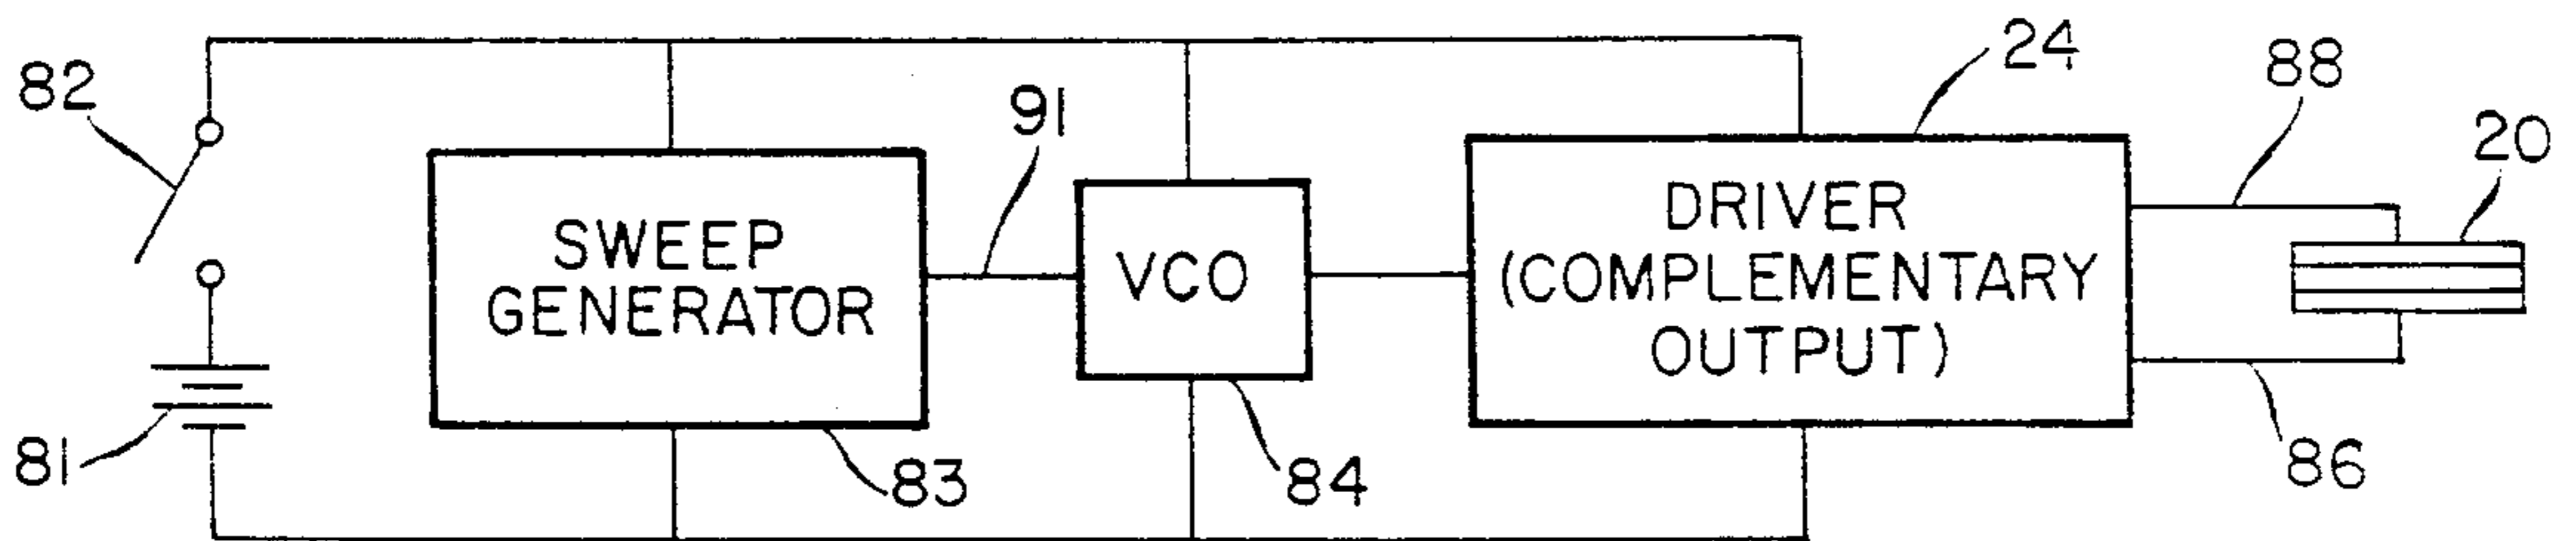 82
91
24
88
20
SWEEP
GENERATOR
VCO
DRIVER
(COMPLEMENTARY
OUTPUT)
81
83
84
86